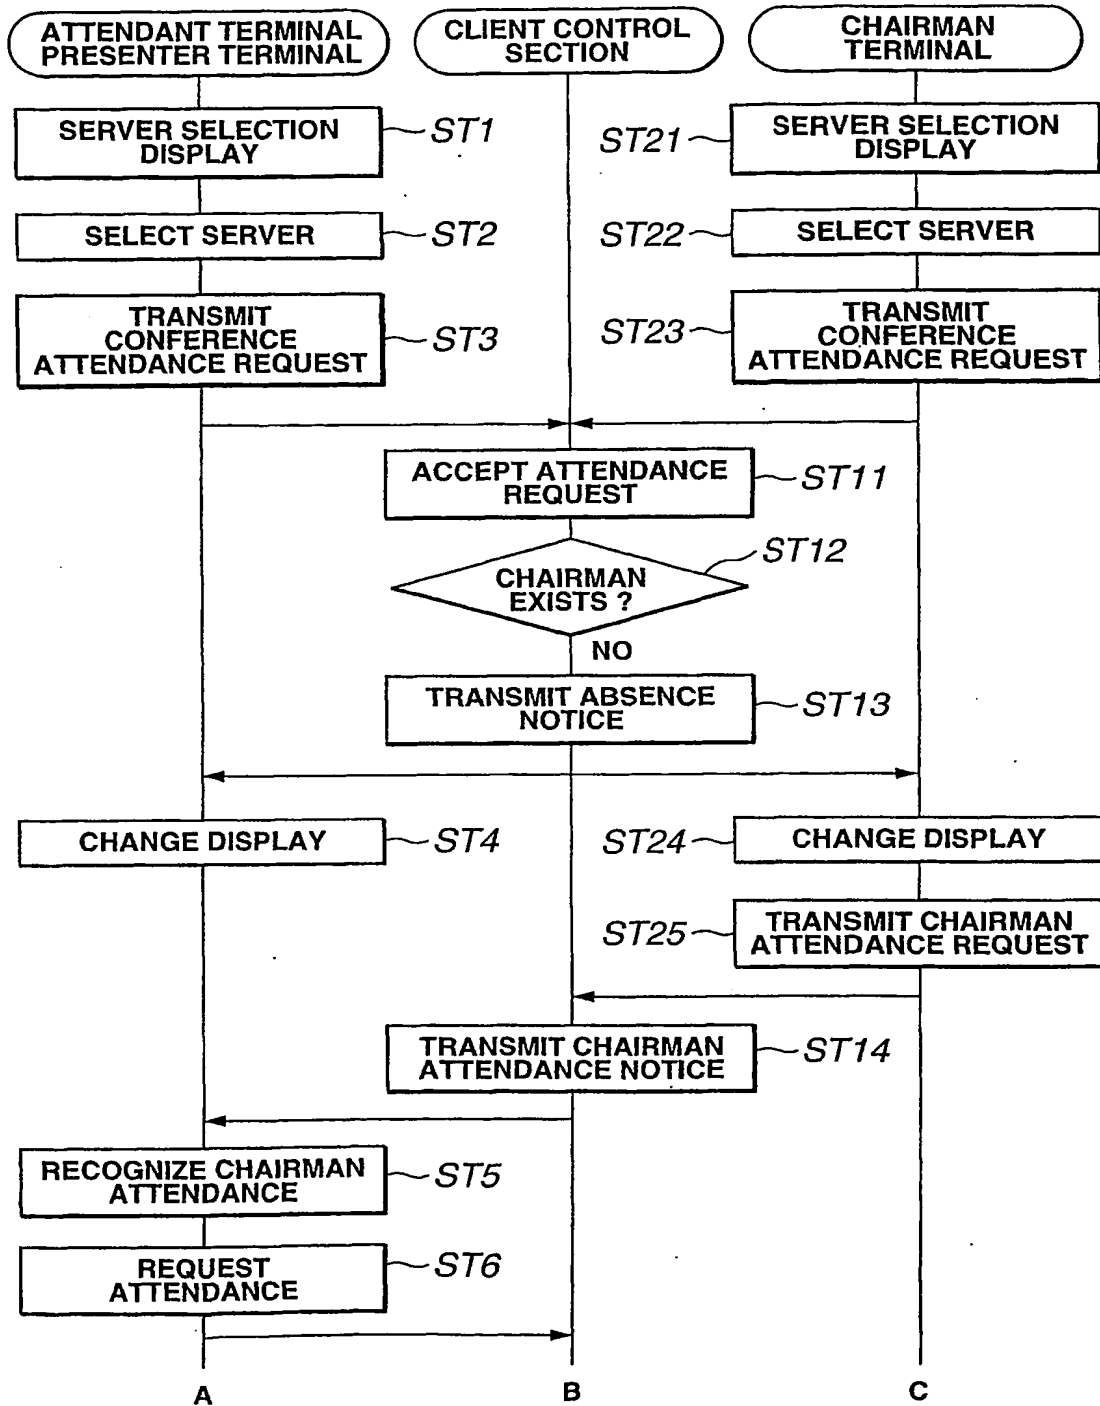 ATTENDANT TERMINAL
PRESENTER TERMINAL
CLIENT CONTROL
SECTION
CHAIRMAN
TERMINAL
SERVER SELECTION
DISPLAY
ST1
ST21
SERVER SELECTION
DISPLAY
SELECT SERVER
ST2
ST22
SELECT SERVER
TRANSMIT
CONFERENCE
ATTENDANCE REQUEST
ST3
ST23
TRANSMIT
CONFERENCE
ATTENDANCE REQUEST
ACCEPT ATTENDANCE
REQUEST
ST11
CHAIRMAN
EXISTS ?
ST12
NO
TRANSMIT ABSENCE
NOTICE
ST13
CHANGE DISPLAY
ST4
ST24
CHANGE DISPLAY
ST25
TRANSMIT CHAIRMAN
ATTENDANCE REQUEST
TRANSMIT CHAIRMAN
ATTENDANCE NOTICE
ST14
RECOGNIZE CHAIRMAN
ATTENDANCE
ST5
REQUEST
ATTENDANCE
ST6
A
B
C